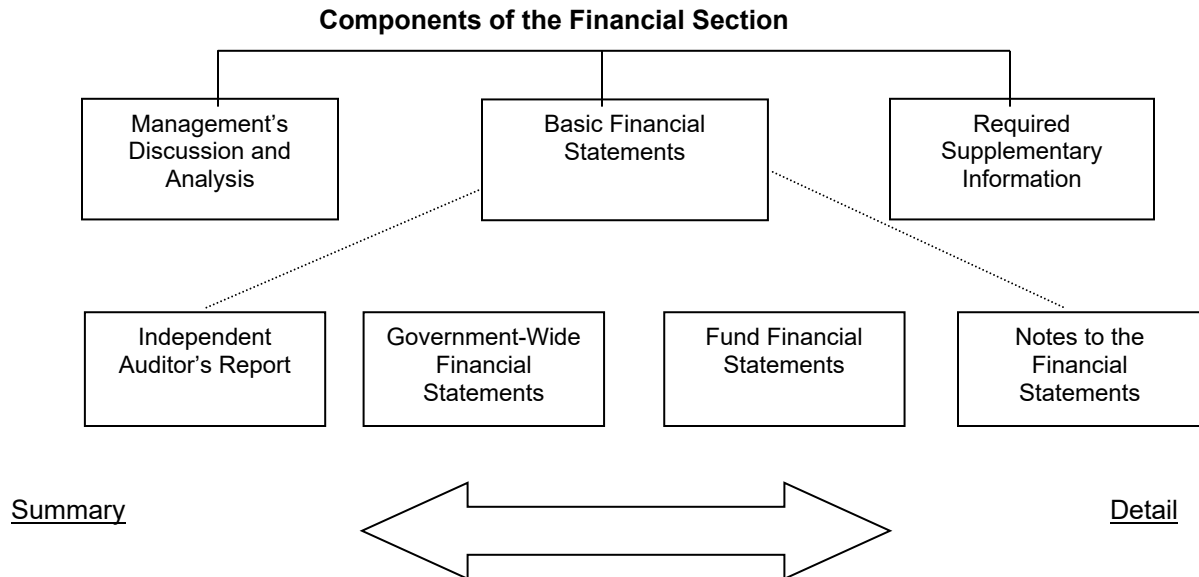 Components of the Financial Section
Management’s
Discussion and
Analysis
Basic Financial
Statements
Required
Supplementary
Information
Independent
Auditor’s Report
Government-Wide
Financial
Statements
Fund Financial
Statements
Notes to the
Financial
Statements
Summary
Detail